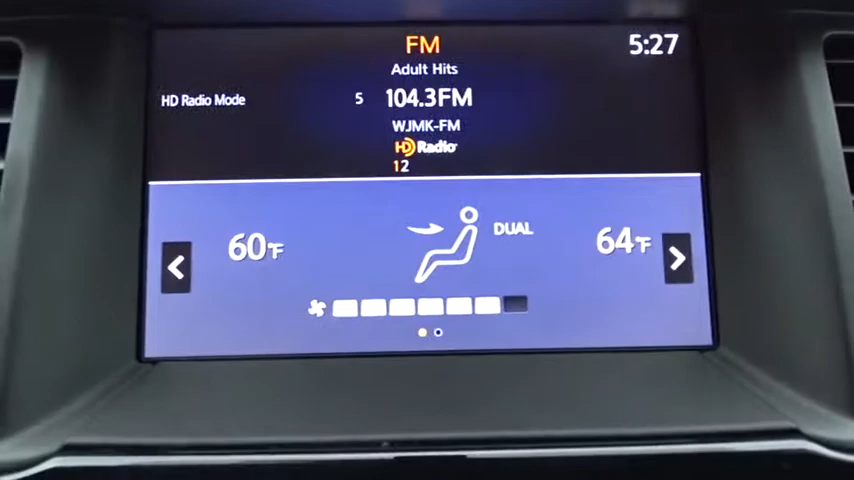 FM
5:27
Adult Hits
HD Radio Mode
5 104.3FM
WJMK-FM
HD Radio
12
60°F
DUAL
64°F